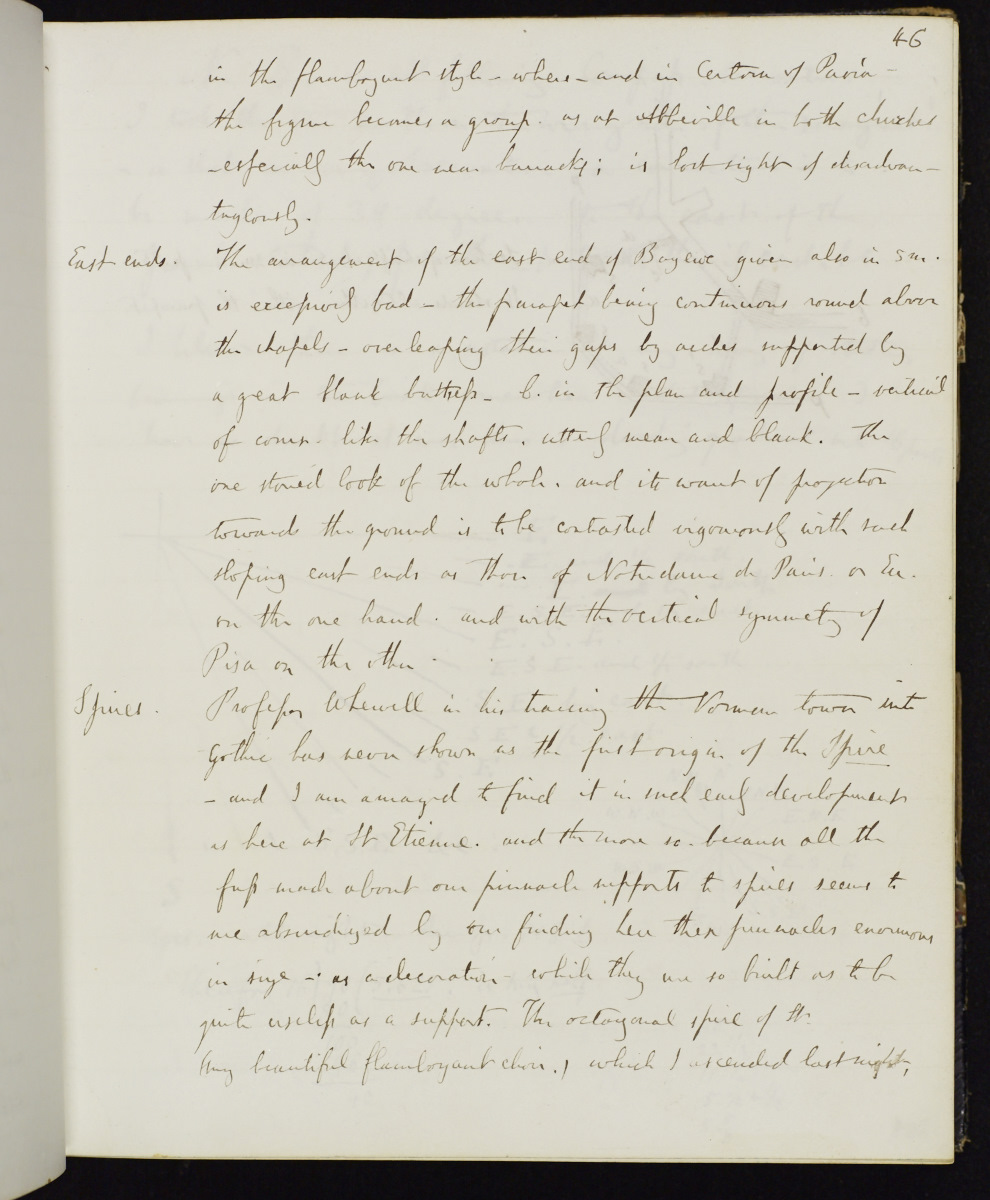 46
in the flamboyant style - where - and in Certosa of Pavia -
the figure becomes a group. as at Abbeville in both churches
- especially the one near barracks; is lost sight of disadvan-
tageously.
East ends. The arrangement of the east end of Bayeux given also in sm.
is exceptionally bad - the parapet being continuous round above
the chapels - overleaping their gaps by arches supported by
a great blank buttress - b. in the plan and profile - vertical
of course - like the shafts. utterly mean and blank. The
one storied look of the whole. and its want of projection
towards the ground is to be contrasted vigorously with such
sloping east ends as those of Notredame de Paris. or Eu.
on the one hand. and with the vertical symmetry of
Pisa on the other -
Spires. Professor Whewell in his tracing the Norman tower into
Gothic has never shown us the first origin of the Spire
- and I am amazed to find it in such early development
as here at St Etienne. and the more so - because all the
fuss made about our pinnacle supports to spires seems to
me absurdized by our finding here these pinnacles enormous
in size - as a decoration - while they are so built as to be
quite useless as a support. The octagonal spire of St.
(my beautiful flamboyant choir.) which I ascended last night,